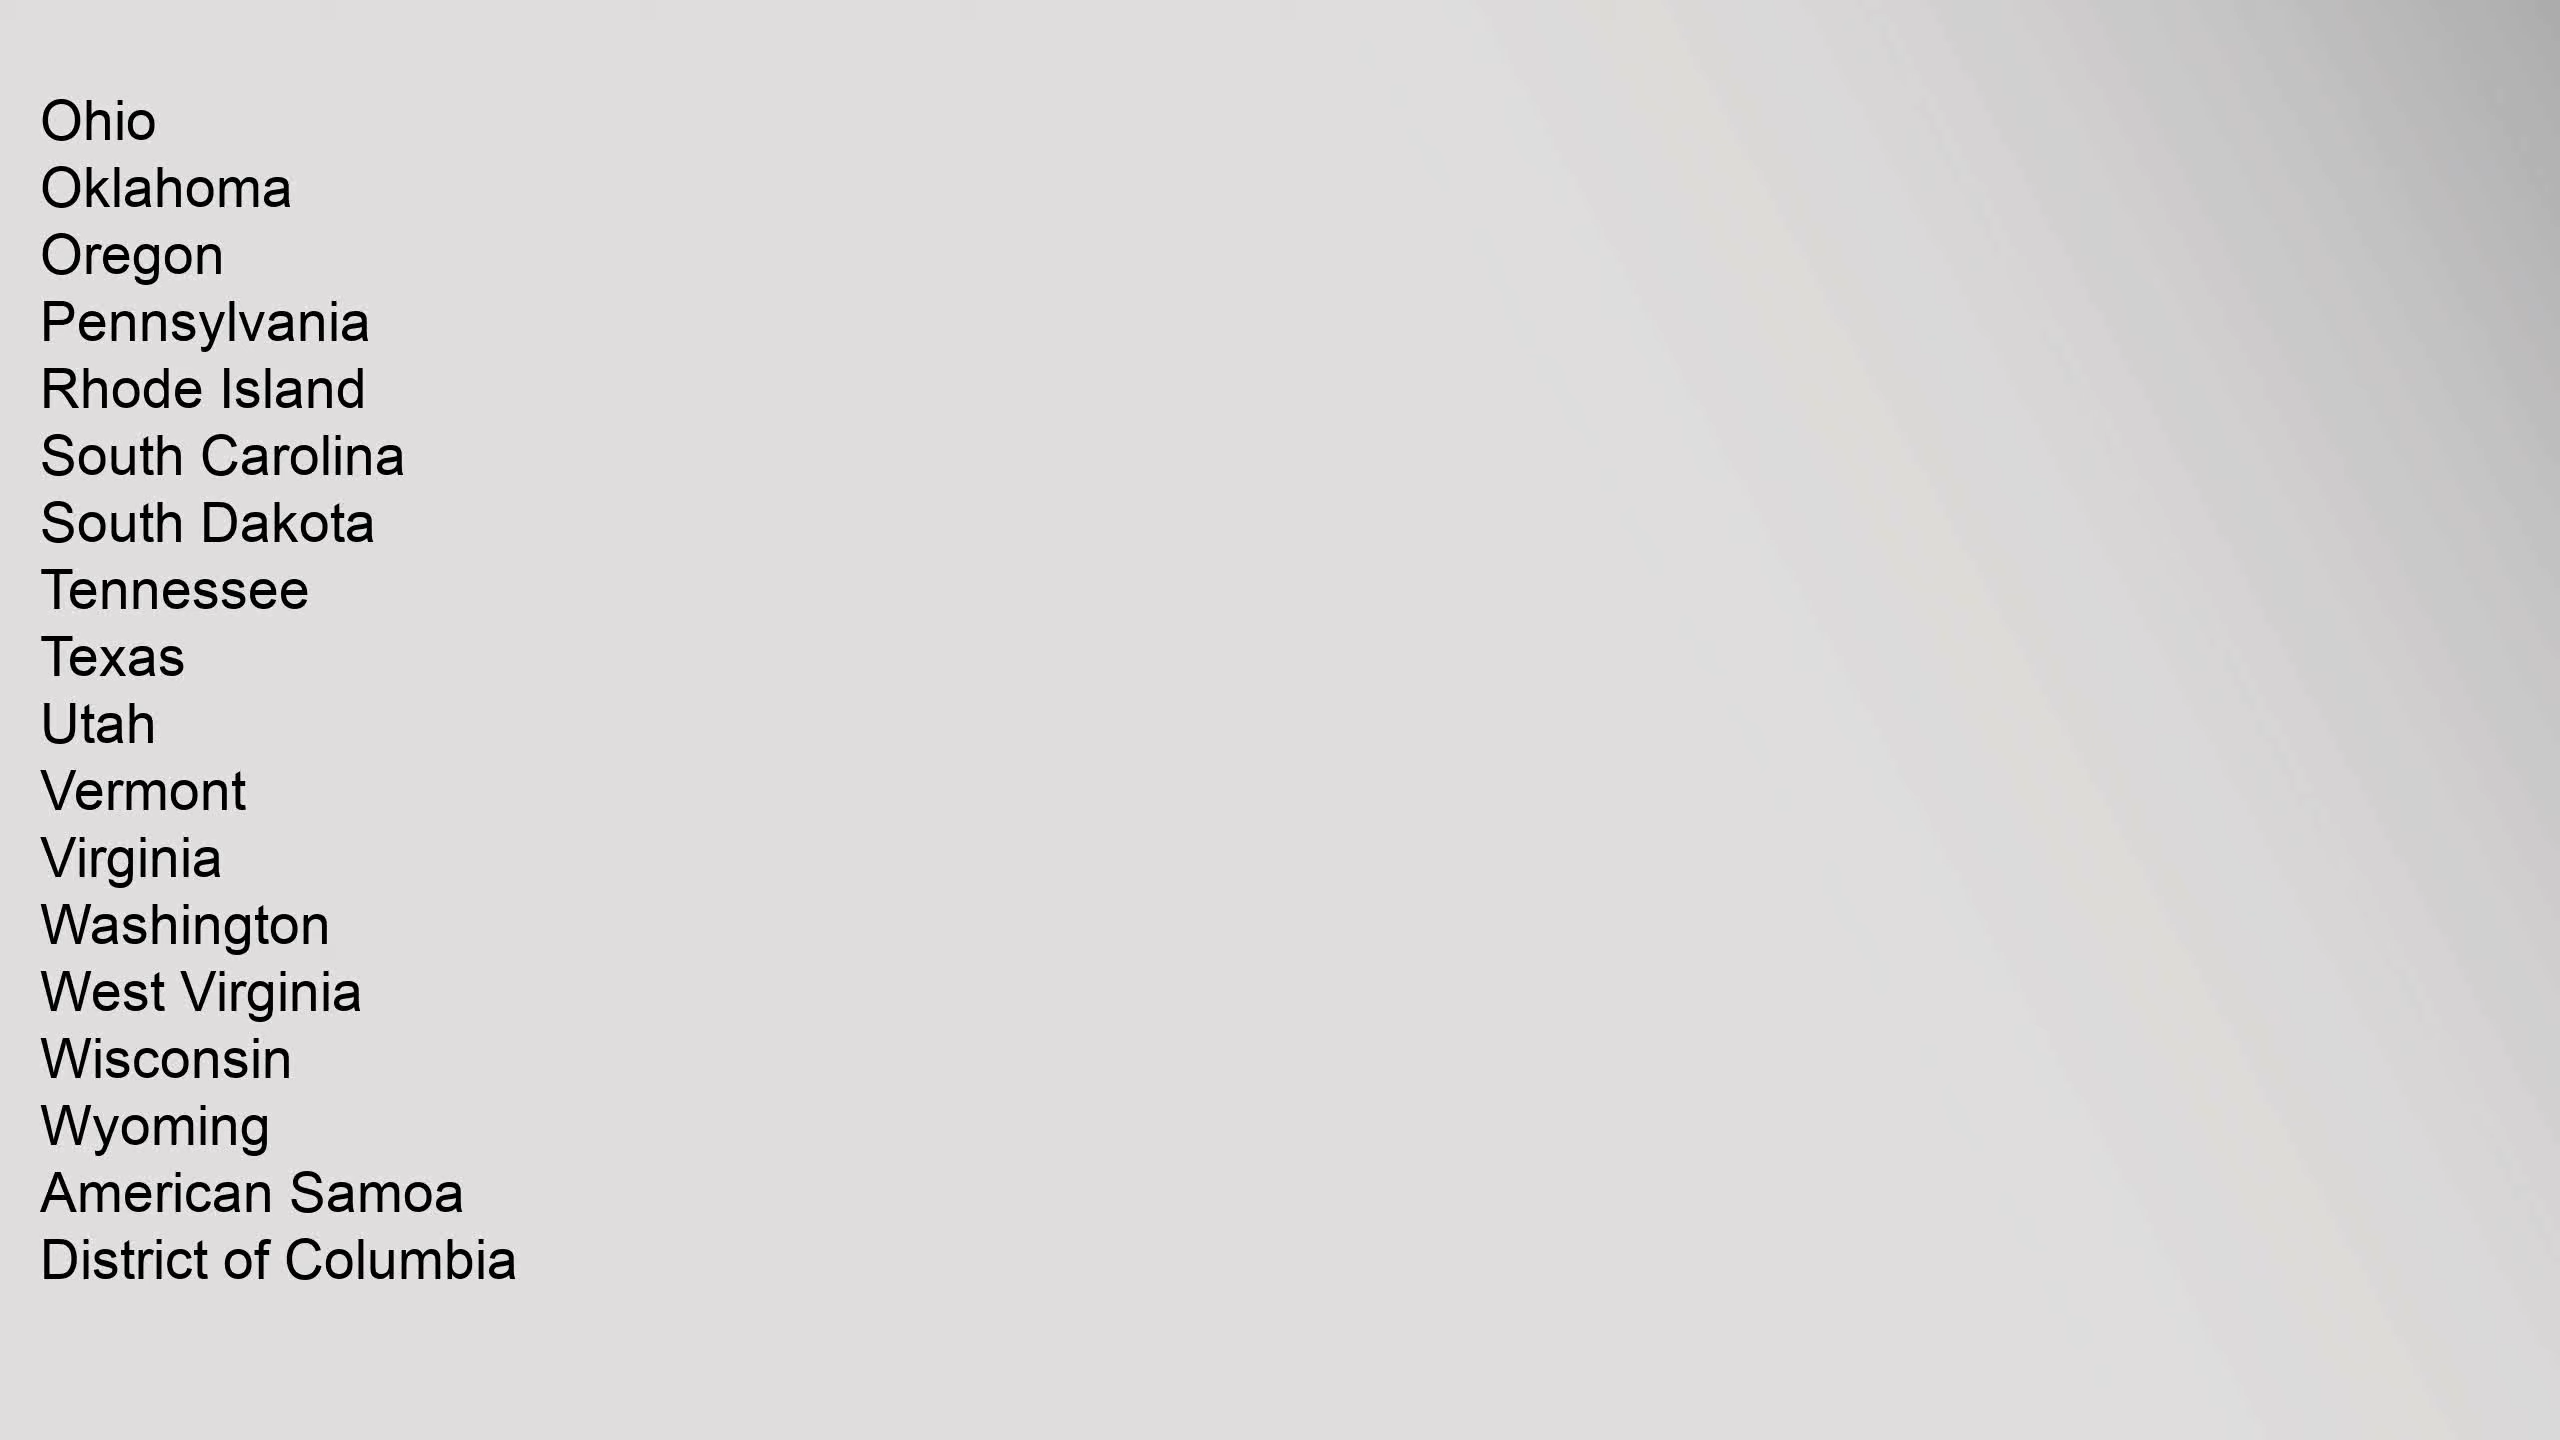 Ohio
Oklahoma
Oregon
Pennsylvania
Rhode Island
South Carolina
South Dakota
Tennessee
Texas
Utah
Vermont
Virginia
Washington
West Virginia
Wisconsin
Wyoming
American Samoa
District of Columbia